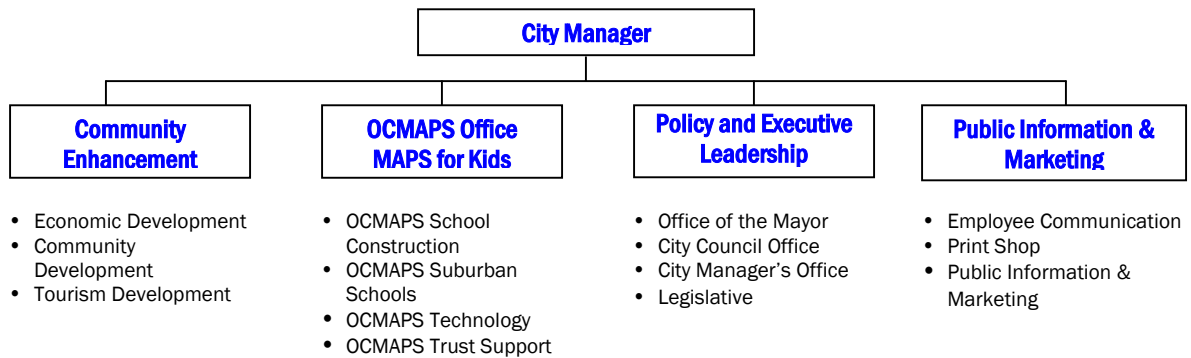 City Manager
Community
Enhancement
OCMAPS Office
MAPS for Kids
Policy and Executive
Leadership
Public Information &
Marketing
• Economic Development
• Community
Development
• Tourism Development
• OCMAPS School
Construction
• OCMAPS Suburban
Schools
• OCMAPS Technology
• OCMAPS Trust Support
• Office of the Mayor
• City Council Office
• City Manager’s Office
• Legislative
• Employee Communication
• Print Shop
• Public Information &
Marketing